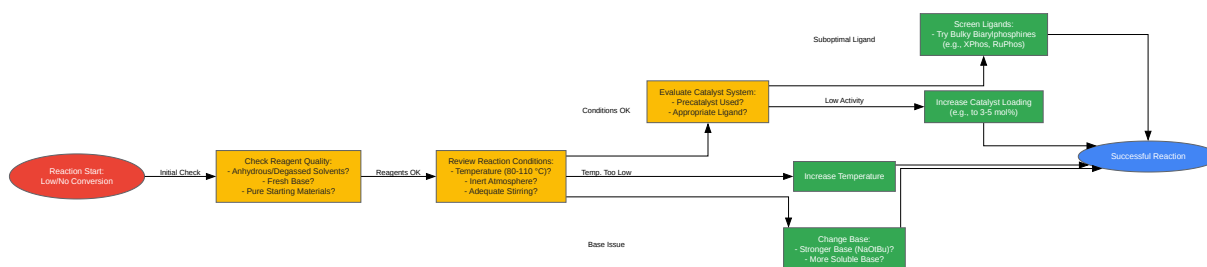 Reaction Start:
Low/No Conversion
Initial Check
Check Reagent Quality:
- Anhydrous/Degassed Solvents?
- Fresh Base?
- Pure Starting Materials?
Reagents OK
Review Reaction Conditions:
- Temperature (80-110 °C)?
- Inert Atmosphere?
- Adequate Stirring?
Conditions OK
Temp. Too Low
Base Issue
Evaluate Catalyst System:
- Precatalyst Used?
- Appropriate Ligand?
Suboptimal Ligand
Low Activity
Screen Ligands:
- Try Bulky Biarylphosphines
(e.g., XPhos, RuPhos)
Increase Catalyst Loading
(e.g., to 3-5 mol%)
Increase Temperature
Change Base:
- Stronger Base (NaOtBu)?
- More Soluble Base?
Successful Reaction